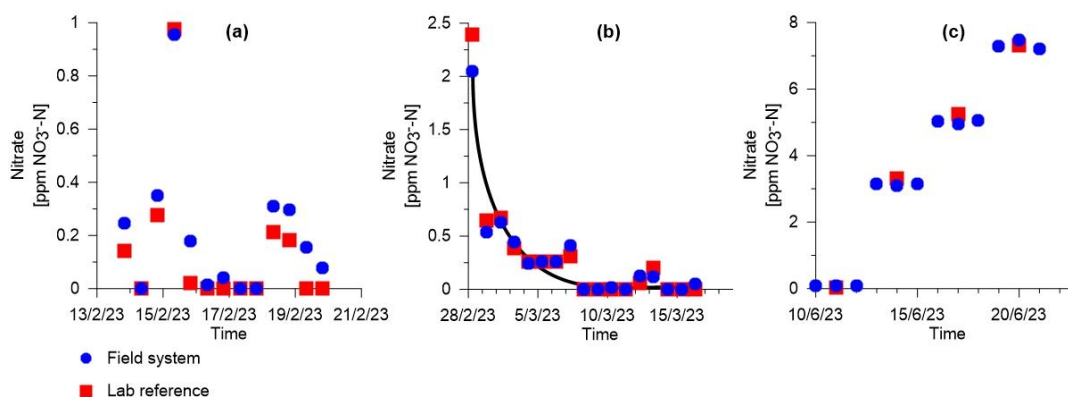 (a)
1
0.8
0.6
0.4
0.2
0
Nitrate
[ppm NO3⁻-N]
13/2/23 15/2/23 17/2/23 19/2/23 21/2/23
Time
(b)
2.5
2
1.5
1
0.5
0
Nitrate
[ppm NO3⁻-N]
28/2/23 5/3/23 10/3/23 15/3/23
Time
(c)
8
6
4
2
0
Nitrate
[ppm NO3⁻-N]
10/6/23 15/6/23 20/6/23
Time
Field system
Lab reference